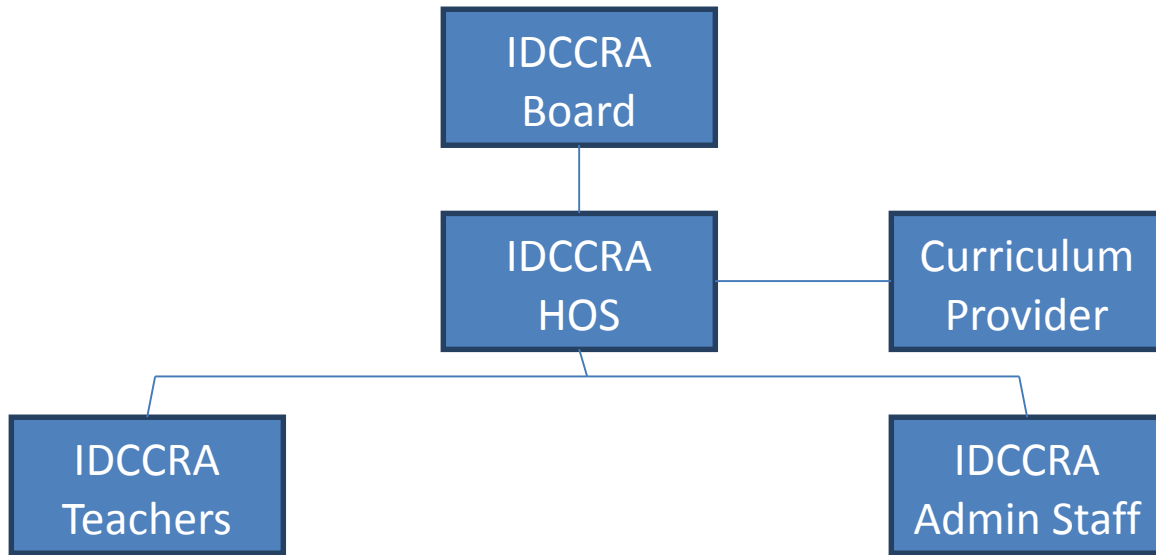 IDCCRA
Board
IDCCRA
HOS
Curriculum
Provider
IDCCRA
Teachers
IDCCRA
Admin Staff